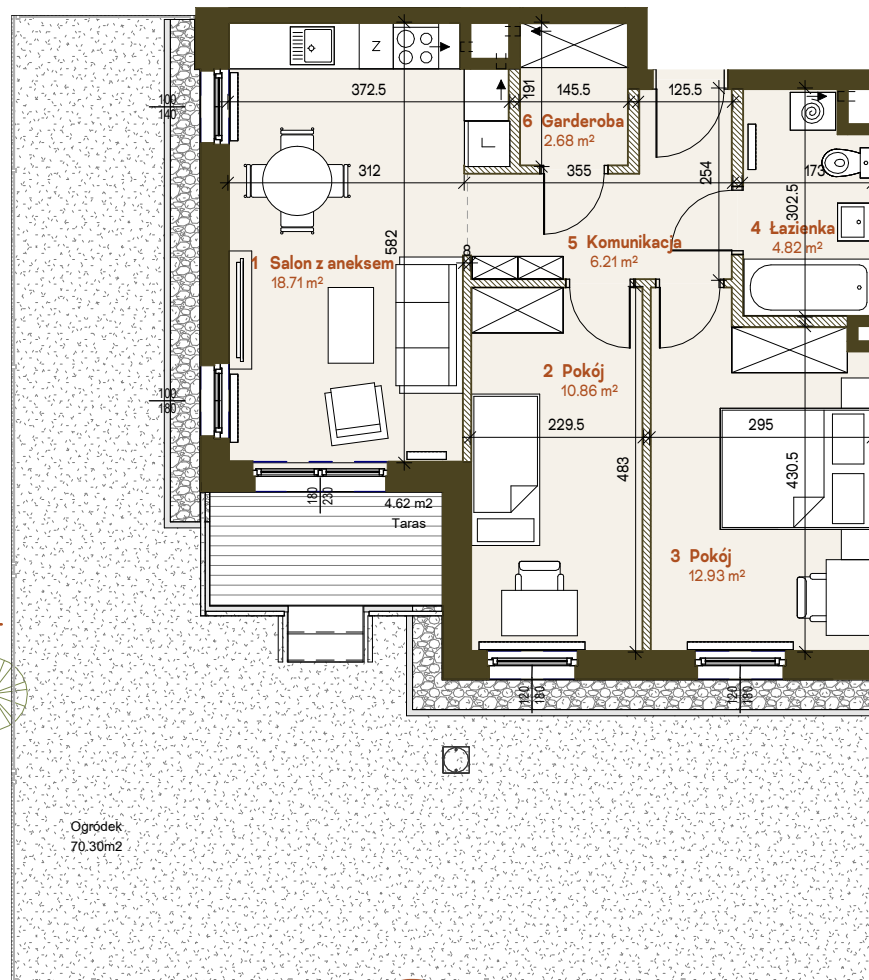 Z
372.5
191
145.5
125.5
100
140
6 Garderoba
2.68 m²
L
312
355
254
173
302.5
4 Łazienka
4.82 m²
5 Komunikacja
6.21 m²
582
8
1 Salon z aneksem
18.71 m²
2 Pokój
10.86 m²
100
180
229.5
295
483
430.5
180
230
4.62 m2
Taras
3 Pokój
12.93 m²
120
180
120
180
Ogródek
70.30m2